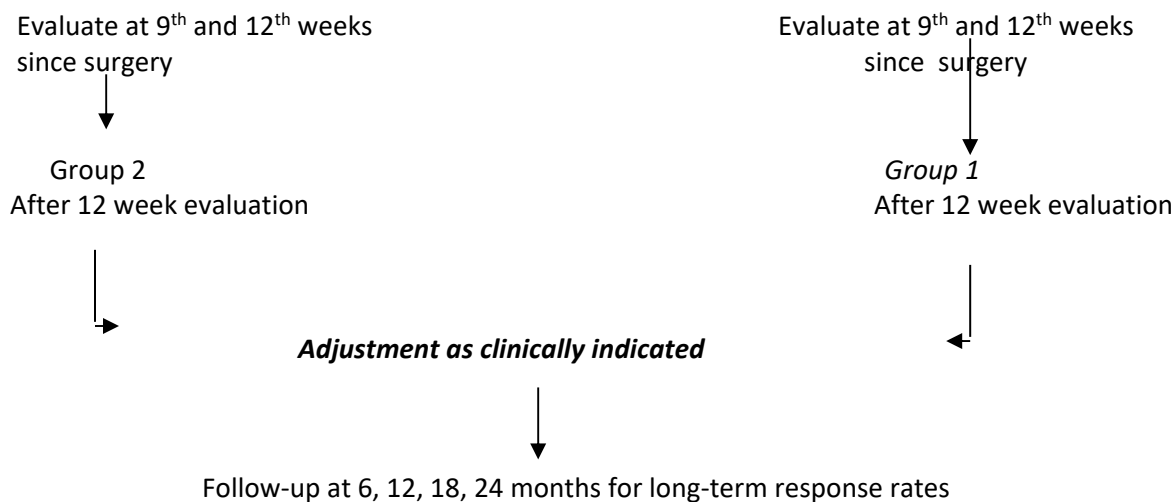 Evaluate at 9th and 12th weeks
since surgery
Evaluate at 9th and 12th weeks
since surgery
Group 2
After 12 week evaluation
Group 1
After 12 week evaluation
Adjustment as clinically indicated
Follow-up at 6, 12, 18, 24 months for long-term response rates